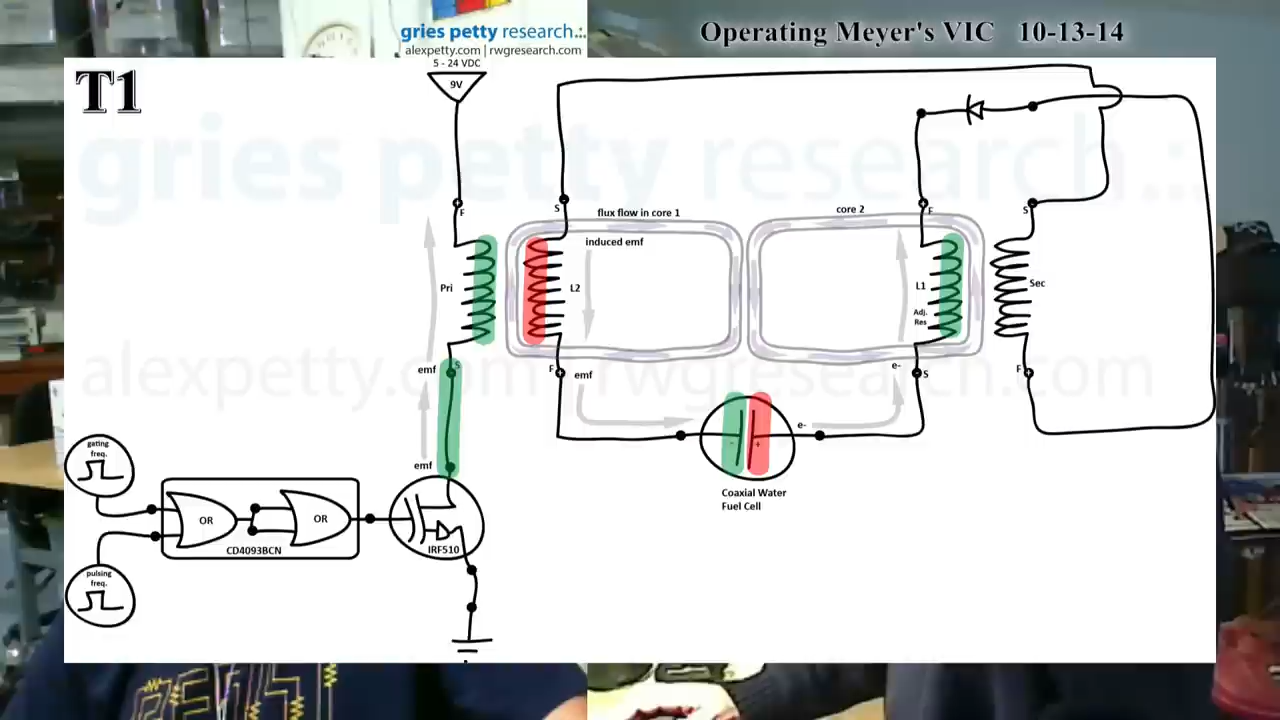 gries petty research.:.
alexpetty.com | rwgresearch.com
Operating Meyer's VIC 10-13-14
T1
5 - 24 VDC
9V
gries petty research.:.
F
S
flux flow in core 1
core 2
F
S
induced emf
Pri
L2
L1
Adj.
Res
Sec
alexpetty.com | rwgresearch.com
emf
S
F
emf
e-
S
F
e-
- +
emf
Coaxial Water
Fuel Cell
gating
freq.
OR
OR
CD4093BCN
IRF510
pulsing
freq.